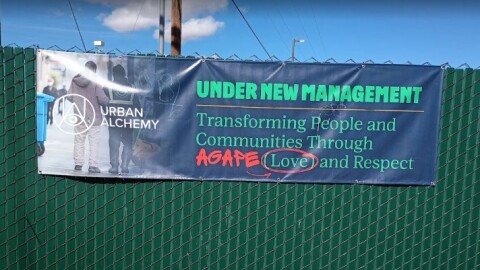 URBAN
ALCHEMY
UNDER NEW MANAGEMENT
Transforming People and
Communities Through
AGAPE (Love) and Respect